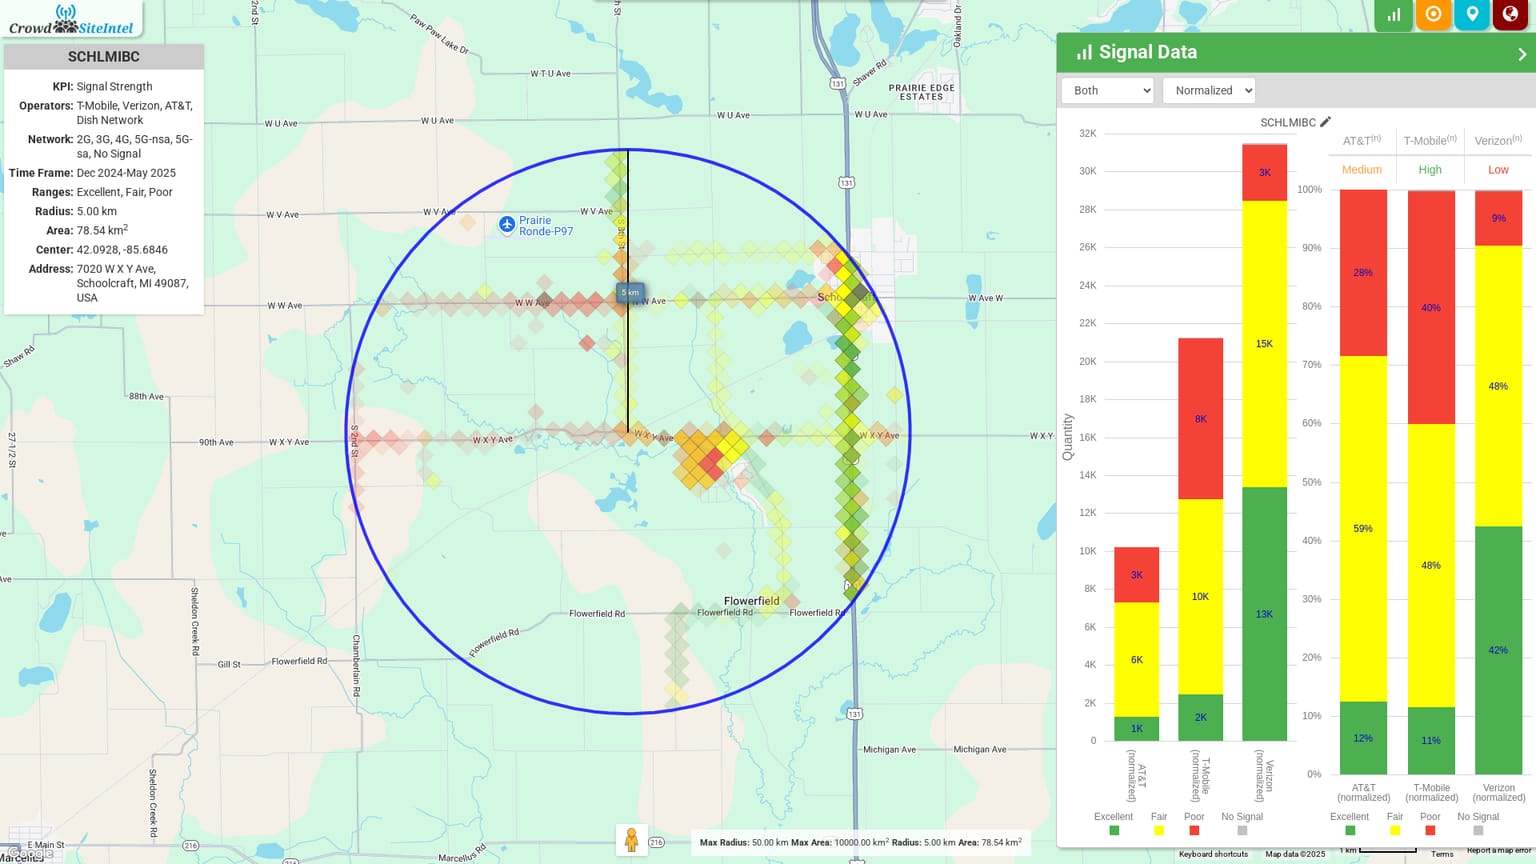 Crowd SiteIntel
SCHLMIBC
KPI: Signal Strength
Operators: T-Mobile, Verizon, AT&T,
Dish Network
Network: 2G, 3G, 4G, 5G-nsa, 5G-
sa, No Signal
Time Frame: Dec 2024-May 2025
Ranges: Excellent, Fair, Poor
Radius: 5.00 km
Area: 78.54 km2
Center: 42.0928, -85.6846
Address: 7020 W X Y Ave,
Schoolcraft, MI 49087,
USA
Paw Paw Lake Dr
W T U Ave
W U Ave
W U Ave
W U Ave
W U Ave
Shaver Rd
Oakland Dr
131
PRAIRIE EDGE
ESTATES
131
W V Ave
W V Ave
W V Ave
Prairie
Ronde-P97
5 km
W W Ave
W W Ave
W W Ave
Ave W
Shaw Rd
88th Ave
90th Ave
W X Y Ave
W X Y Ave
W X Y Ave
W X Y Ave
W X Y
S 2nd St
27-1/2 St
Flowerfield
Flowerfield Rd
Flowerfield Rd
Flowerfield Rd
Flowerfield Rd
Flowerfield Rd
Sheldon Creek Rd
Sheldon Creek Rd
Chamberlain Rd
Gill St
131
Michigan Ave
Michigan Ave
E Main St
Marcellus
Google
216
216
216
Marcellus Rd
Max Radius: 50.00 km Max Area: 10000.00 km2 Radius: 5.00 km Area: 78.54 km2
Keyboard shortcuts
Map data ©2025
1 km
Terms
Report a map error
Signal Data
Both
Normalized
SCHLMIBC
Quantity
32K
30K
28K
26K
24K
22K
20K
18K
16K
14K
12K
10K
8K
6K
4K
2K
0
3K
6K
1K
8K
10K
2K
3K
15K
13K
AT&T
(normalized)
T-Mobile
(normalized)
Verizon
(normalized)
Excellent
Fair
Poor
No Signal
AT&T(n)
T-Mobile(n)
Verizon(n)
Medium
High
Low
100%
90%
80%
70%
60%
50%
40%
30%
20%
10%
0%
28%
59%
12%
40%
48%
11%
9%
48%
42%
AT&T
(normalized)
T-Mobile
(normalized)
Verizon
(normalized)
Excellent
Fair
Poor
No Signal